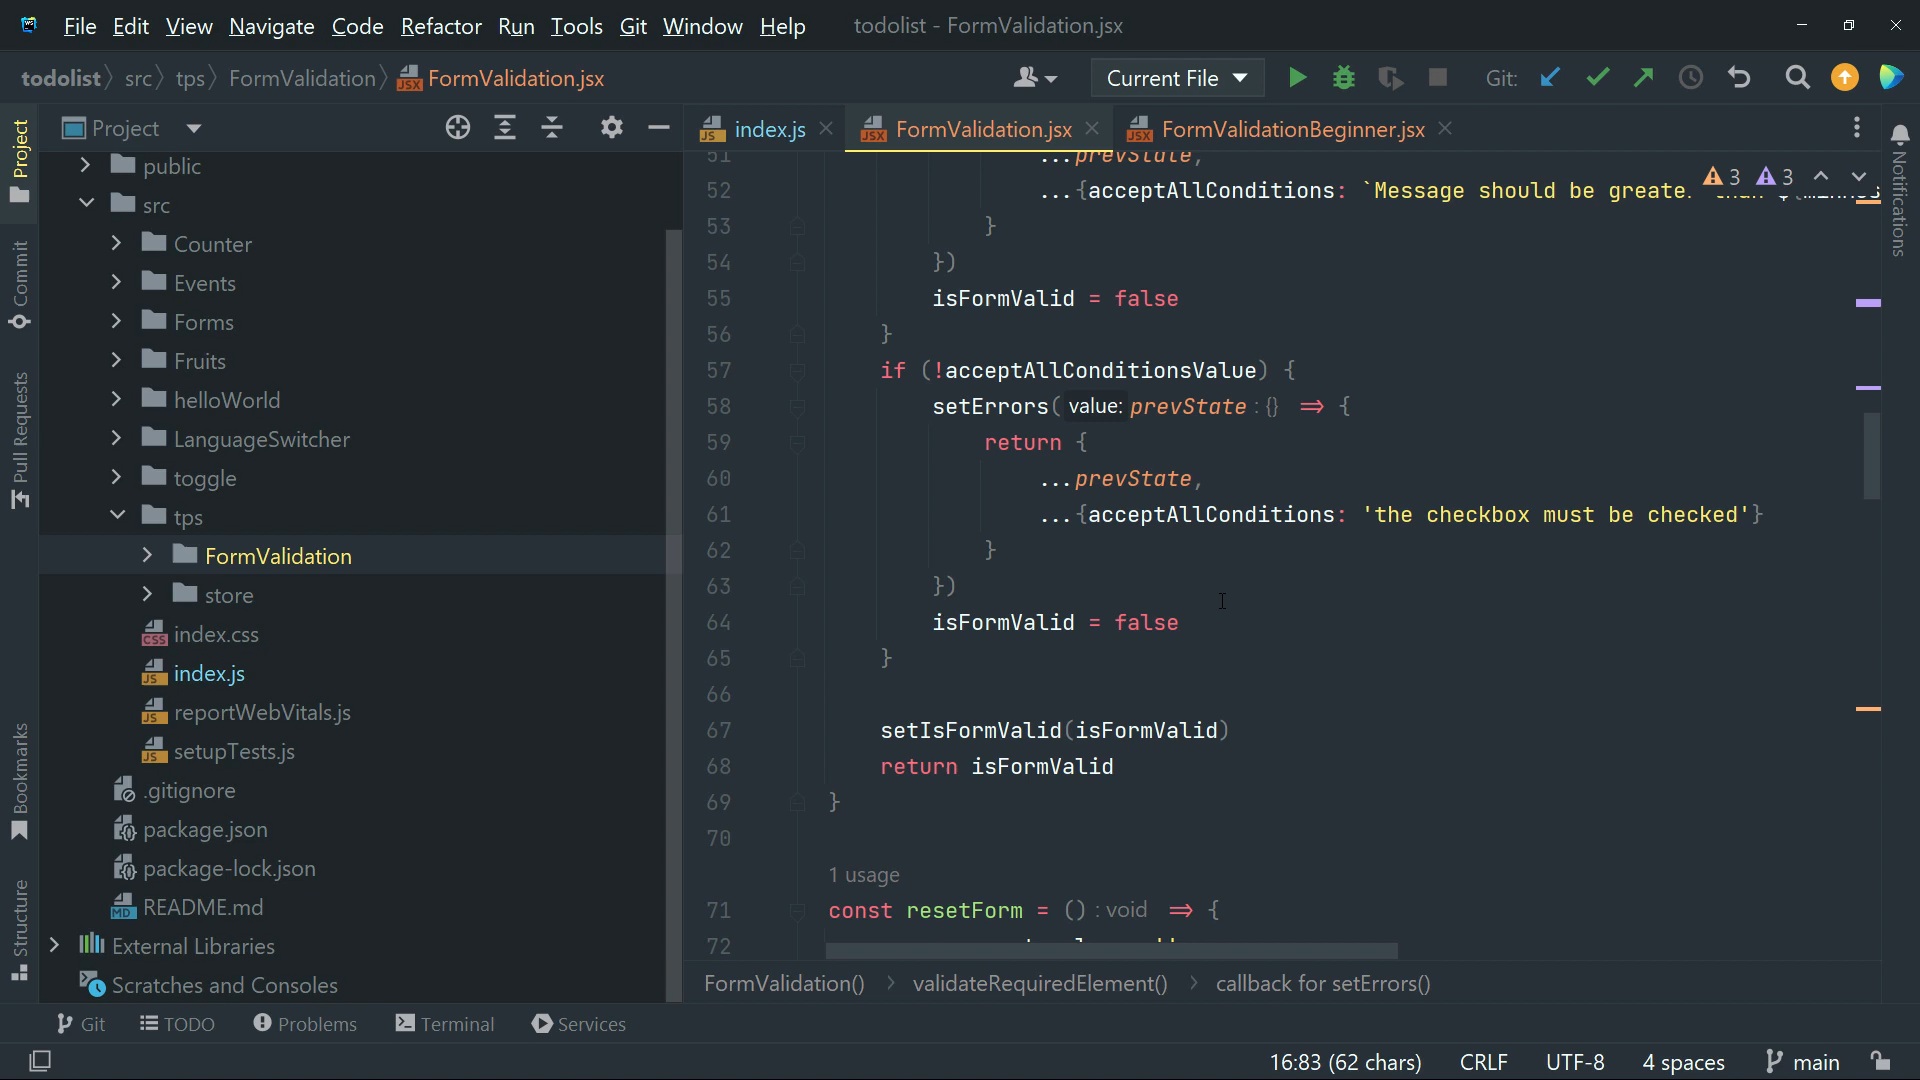 File Edit View Navigate Code Refactor Run Tools Git Window Help todolist - FormValidation.jsx
todolist src tps FormValidation FormValidation.jsx Current File Git:
Project
index.js FormValidation.jsx FormValidationBeginner.jsx
public
src
Counter
Events
Forms
Fruits
helloWorld
LanguageSwitcher
toggle
tps
FormValidation
store
index.css
index.js
reportWebVitals.js
setupTests.js
.gitignore
package.json
package-lock.json
README.md
External Libraries
Scratches and Consoles
Project
Commit
Pull Requests
Bookmarks
Structure
51 ...prevState,
52 ...{acceptAllConditions: `Message should be greate
3 3
53 }
54 })
55 isFormValid = false
56 }
57 if (!acceptAllConditionsValue) {
58 setErrors( value: prevState : {} ⇒ {
59 return {
60 ...prevState,
61 ...{acceptAllConditions: 'the checkbox must be checked'}
62 }
63 })
64 isFormValid = false
65 }
66
67 setIsFormValid(isFormValid)
68 return isFormValid
69 }
70
1 usage
71 const resetForm = () : void ⇒ {
72
Notifications
FormValidation() validateRequiredElement() callback for setErrors()
Git TODO Problems Terminal Services
16:83 (62 chars) CRLF UTF-8 4 spaces main